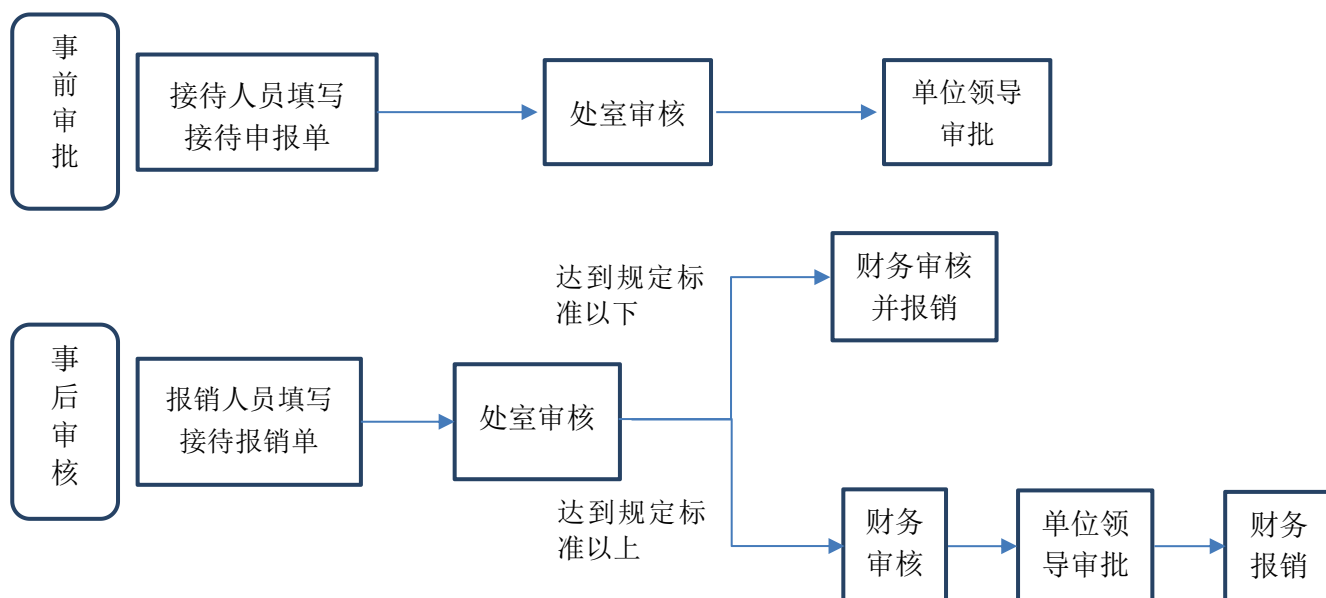 事
前
审
批
接待人员填写
接待申报单
处室审核
单位领导
审批
事
后
审
核
报销人员填写
接待报销单
处室审核
达到规定标
准以下
财务审核
并报销
达到规定标
准以上
财务
审核
单位领
导审批
财务
报销